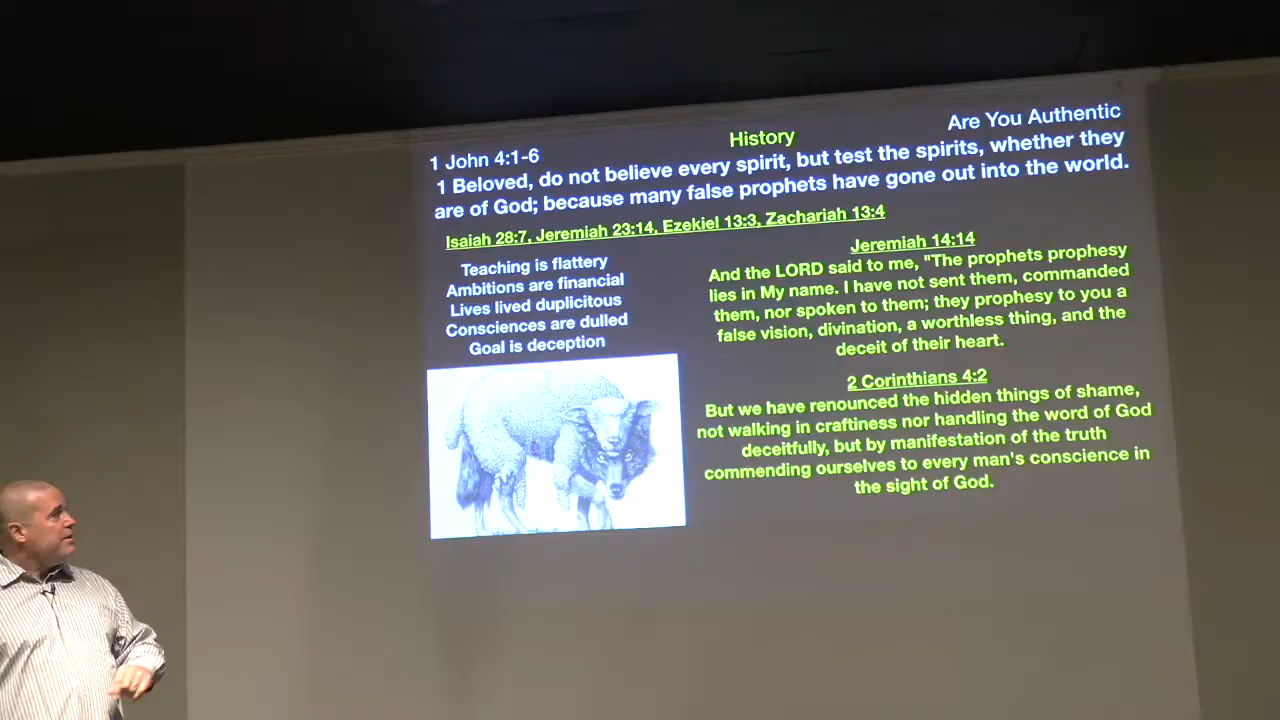 1 John 4:1-6
History
Are You Authentic
1 Beloved, do not believe every spirit, but test the spirits, whether they
are of God; because many false prophets have gone out into the world.
Isaiah 28:7, Jeremiah 23:14, Ezekiel 13:3, Zachariah 13:4
Teaching is flattery
Ambitions are financial
Lives lived duplicitous
Consciences are dulled
Goal is deception
Jeremiah 14:14
And the LORD said to me, "The prophets prophesy
lies in My name. I have not sent them, commanded
them, nor spoken to them; they prophesy to you a
false vision, divination, a worthless thing, and the
deceit of their heart.
2 Corinthians 4:2
But we have renounced the hidden things of shame,
not walking in craftiness nor handling the word of God
deceitfully, but by manifestation of the truth
commending ourselves to every man's conscience in
the sight of God.